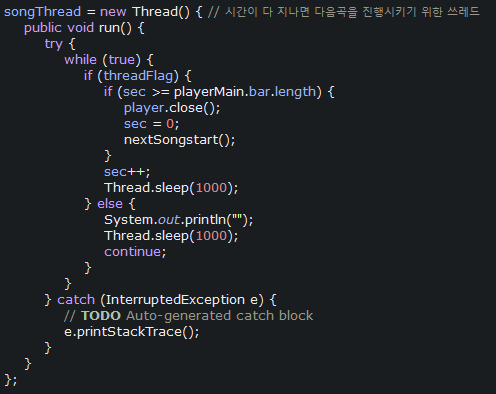 songThread = new Thread() { // 시간이 다 지나면 다음곡을 진행시키기 위한 쓰레드
    public void run() {
        try {
            while (true) {
                if (threadFlag) {
                    if (sec >= playerMain.bar.length) {
                        player.close();
                        sec = 0;
                        nextSongstart();
                    }
                    sec++;
                    Thread.sleep(1000);
                } else {
                    System.out.println("");
                    Thread.sleep(1000);
                    continue;
                }
            }
        } catch (InterruptedException e) {
            // TODO Auto-generated catch block
            e.printStackTrace();
        }
    }
};